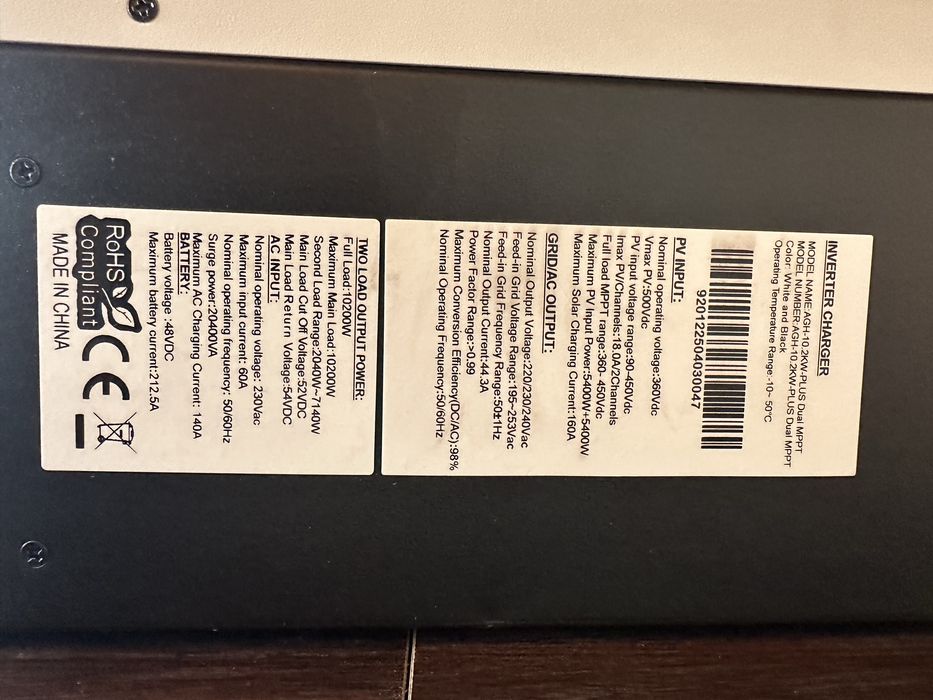 INVERTER CHARGER
MODEL NAME:AGH-10.2KW-PLUS Dual MPPT
MODEL NUMBER:AGH-10.2KW-PLUS Dual MPPT
Color: White and Black
Operating Temperature Range:-10~ 50°C
92012250403004​7
PV INPUT:
Nominal operating voltage:360Vdc
Vmax PV:500Vdc
PV input voltage range:90-450Vdc
Imax PV/Channels:18.0A/2Channels
Full load MPPT range:360- 450Vdc
Maximum PV Input Power:5400W+5400W
Maximum Solar Charging Current:160A
GRID/AC OUTPUT:
Nominal Output Voltage:220/230/240Vac
Feed-in Grid Voltage Range:195~253Vac
Feed-in Grid Frequency Range:50±1Hz
Nominal Output Current:44.3A
Power Factor Range:>0.99
Maximum Conversion Efficiency(DC/AC):98%
Nominal Operating Frequency:50/60Hz
TWO LOAD OUTPUT POWER:
Full Load:10200W
Maximum Main Load:10200W
Second Load Range:2040W~7140W
Main Load Cut Off Voltage:52VDC
Main Load Return Voltage:54VDC
AC INPUT:
Nominal operating voltage: 230Vac
Maximum input current: 60A
Nominal operating frequency: 50/60Hz
Surge power:20400VA
Maximum AC Charging Current: 140A
BATTERY:
Battery voltage :48VDC
Maximum battery current:212.5A
RoHS
Compliant
CE
MADE IN CHINA